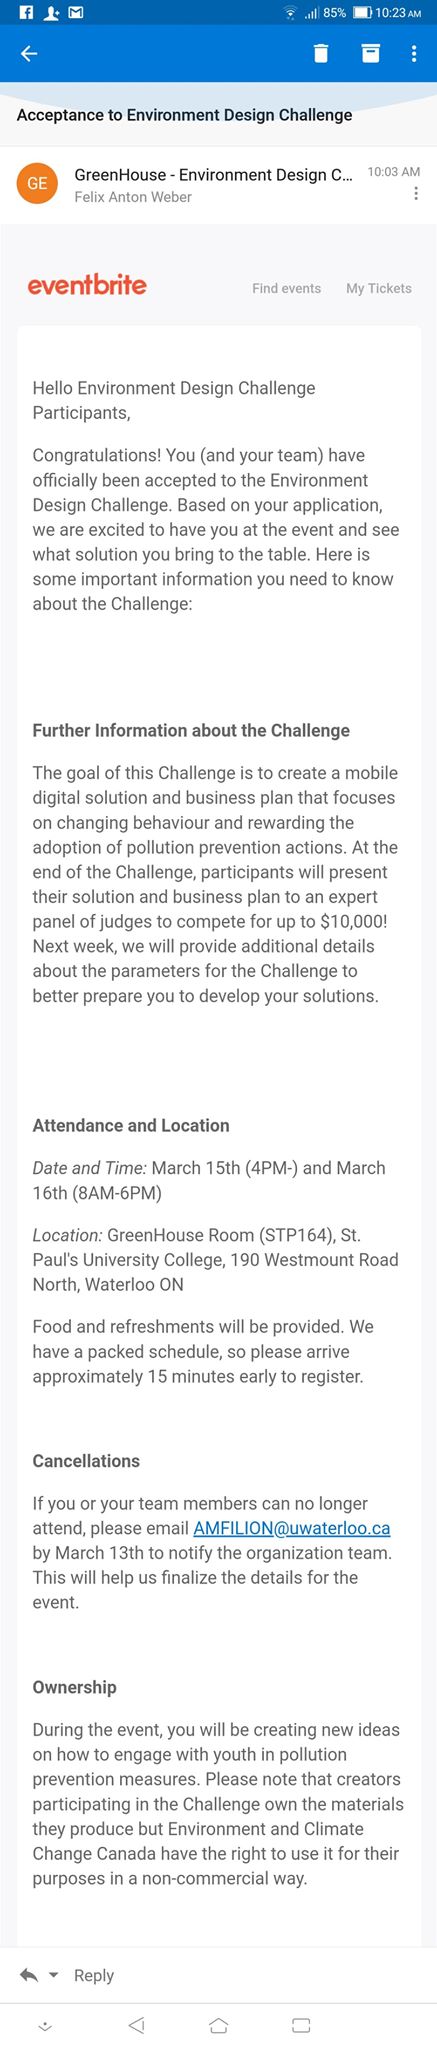 85% 10:23 AM
Acceptance to Environment Design Challenge
GE
GreenHouse - Environment Design C...
10:03 AM
Felix Anton Weber
eventbrite
Find events
My Tickets
Hello Environment Design Challenge
Participants,
Congratulations! You (and your team) have
officially been accepted to the Environment
Design Challenge. Based on your application,
we are excited to have you at the event and see
what solution you bring to the table. Here is
some important information you need to know
about the Challenge:
Further Information about the Challenge
The goal of this Challenge is to create a mobile
digital solution and business plan that focuses
on changing behaviour and rewarding the
adoption of pollution prevention actions. At the
end of the Challenge, participants will present
their solution and business plan to an expert
panel of judges to compete for up to $10,000!
Next week, we will provide additional details
about the parameters for the Challenge to
better prepare you to develop your solutions.
Attendance and Location
Date and Time: March 15th (4PM-) and March
16th (8AM-6PM)
Location: GreenHouse Room (STP164), St.
Paul's University College, 190 Westmount Road
North, Waterloo ON
Food and refreshments will be provided. We
have a packed schedule, so please arrive
approximately 15 minutes early to register.
Cancellations
If you or your team members can no longer
attend, please email AMFILION@uwaterloo.ca
by March 13th to notify the organization team.
This will help us finalize the details for the
event.
Ownership
During the event, you will be creating new ideas
on how to engage with youth in pollution
prevention measures. Please note that creators
participating in the Challenge own the materials
they produce but Environment and Climate
Change Canada have the right to use it for their
purposes in a non-commercial way.
Reply